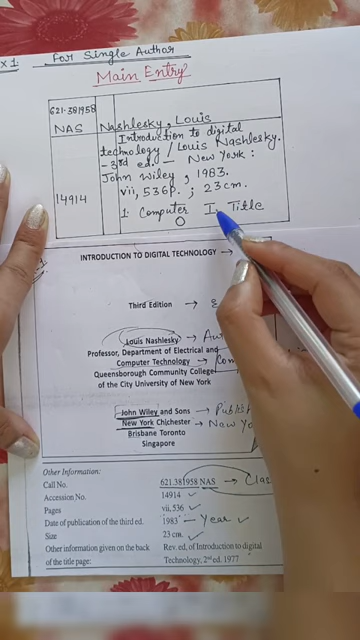 x 1 For Single Author
Main Entry
621.381958
NAS Nashlesky, Louis
Introduction to digital
technology / Louis Nashlesky.
- 3rd ed. - New York :
John Wiley, 1983.
vii, 536p. ; 23cm.
14914
1. Computer I. Title
INTRODUCTION TO DIGITAL TECHNOLOGY →
Third Edition →
Louis Nashlesky → Au
Professor, Department of Electrical and
Computer Technology → Com
Queensborough Community College
of the City University of New York
John Wiley and Sons → Publi
New York Chichester → New Yo
Brisbane Toronto
Singapore
Other Information:
Call No. 621.381958 NAS → Clas
Accession No. 14914 ✓
Pages vii, 536 ✓
Date of publication of the third ed. 1983 — Year ✓
Size 23 cm. ✓
Other information given on the back Rev. ed, of Introduction to digital
of the title page: Technology, 2nd ed. 1977